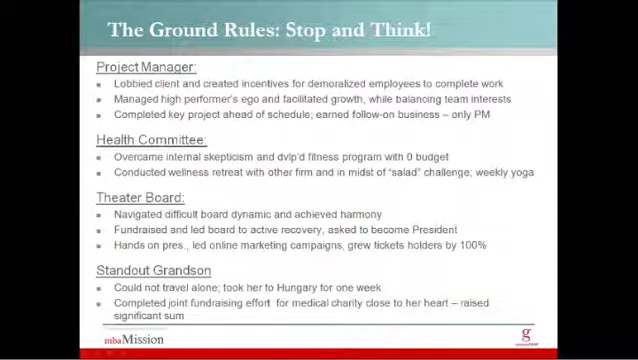 The Ground Rules: Stop and Think!
Project Manager:
Lobbied client and created incentives for demoralized employees to complete work
Managed high performer's ego and facilitated growth, while balancing team interests
Completed key project ahead of schedule; earned follow-on business – only PM
Health Committee:
Overcame internal skepticism and dvlp'd fitness program with 0 budget
Conducted wellness retreat with other firm and in midst of "salad" challenge; weekly yoga
Theater Board:
Navigated difficult board dynamic and achieved harmony
Fundraised and led board to active recovery, asked to become President
Hands on pres., led online marketing campaigns, grew tickets holders by 100%
Standout Grandson
Could not travel alone; took her to Hungary for one week
Completed joint fundraising effort for medical charity close to her heart – raised
significant sum
mbaMission
g